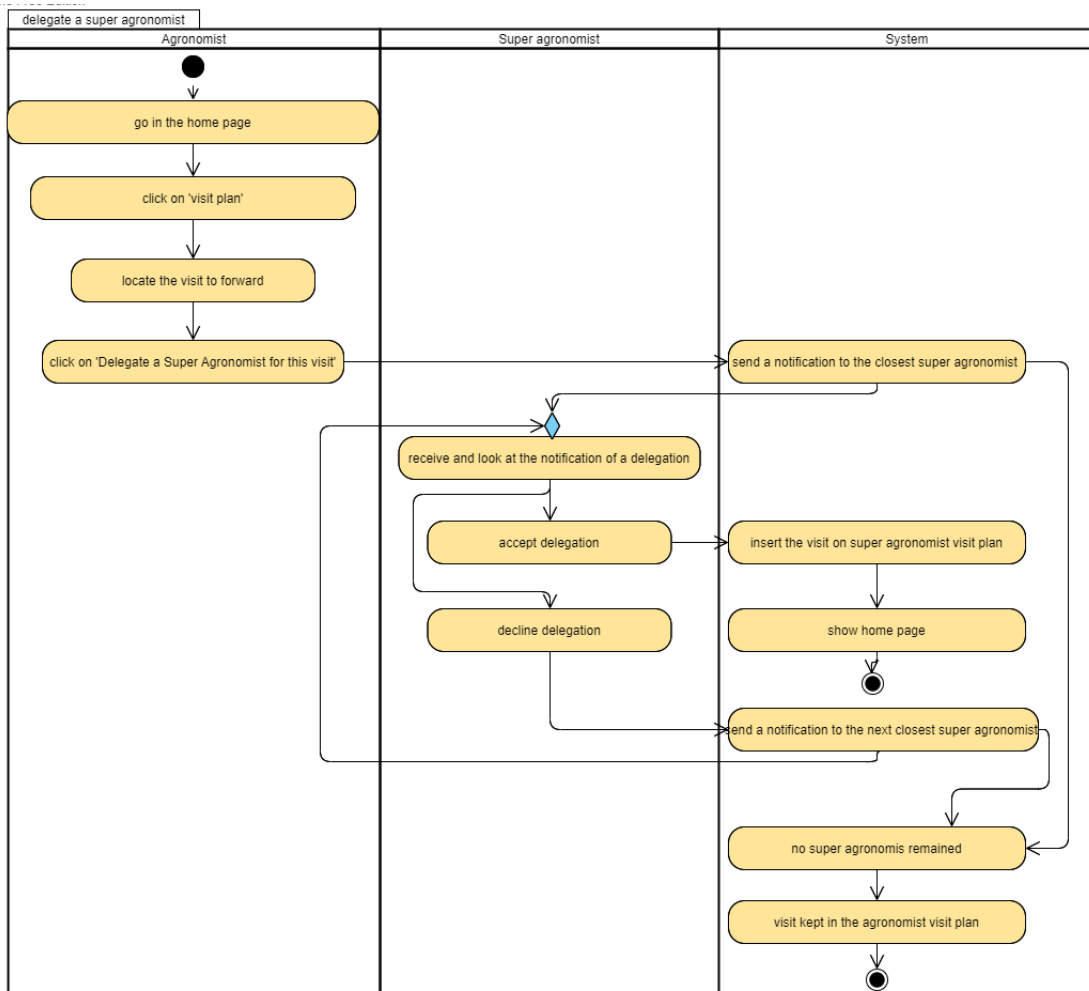 delegate a super agronomist
Agronomist
Super agronomist
System
go in the home page
click on 'visit plan'
locate the visit to forward
click on 'Delegate a Super Agronomist for this visit'
send a notification to the closest super agronomist
receive and look at the notification of a delegation
accept delegation
insert the visit on super agronomist visit plan
decline delegation
show home page
send a notification to the next closest super agronomist
no super agronomis remained
visit kept in the agronomist visit plan